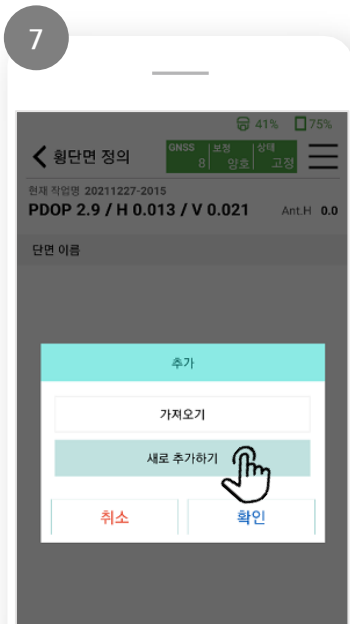 7
41% 75%
횡단면 정의
GNSS 보정 상태
8 양호 고정
현재 작업명 20211227-2015
PDOP 2.9 / H 0.013 / V 0.021 Ant.H 0.0
단면 이름
추가
가져오기
새로 추가하기
취소 확인